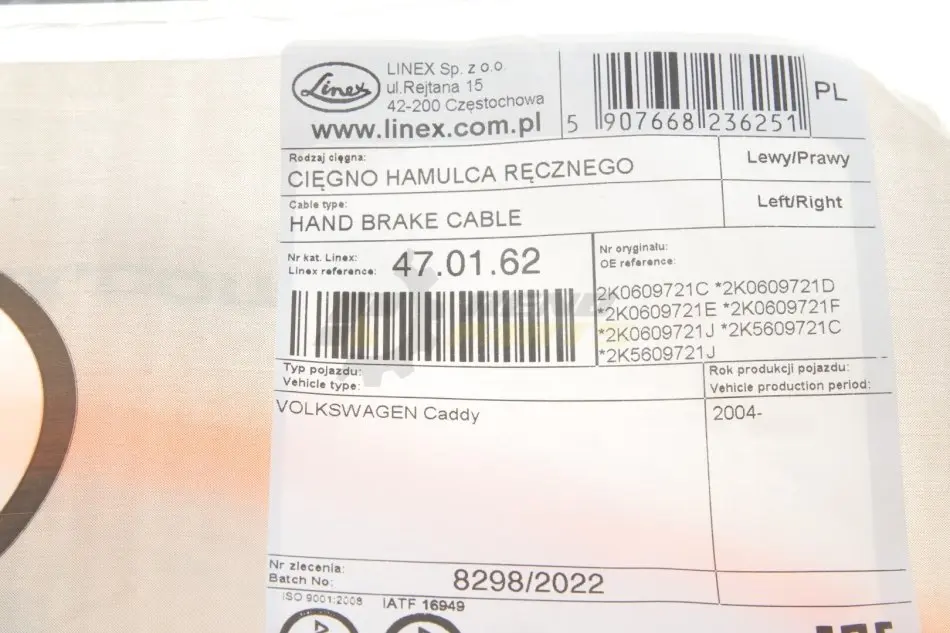 Linex
LINEX Sp. z o.o.
ul.Rejtana 15
42-200 Częstochowa
www.linex.com.pl
5 907668 236251
PL
Rodzaj cięgna:
CIĘGNO HAMULCA RĘCZNEGO
Lewy/Prawy
Cable type:
HAND BRAKE CABLE
Left/Right
Nr kat. Linex:
Linex reference:
47.01.62
Nr oryginału:
OE reference:
2K0609721C *2K0609721D
*2K0609721E *2K0609721F
*2K0609721J *2K5609721C
*2K5609721J
Typ pojazdu:
Vehicle type:
VOLKSWAGEN Caddy
Rok produkcji pojazdu:
Vehicle production period:
2004-
Nr zlecenia:
Batch No:
8298/2022
ISO 9001:2008
IATF 16949